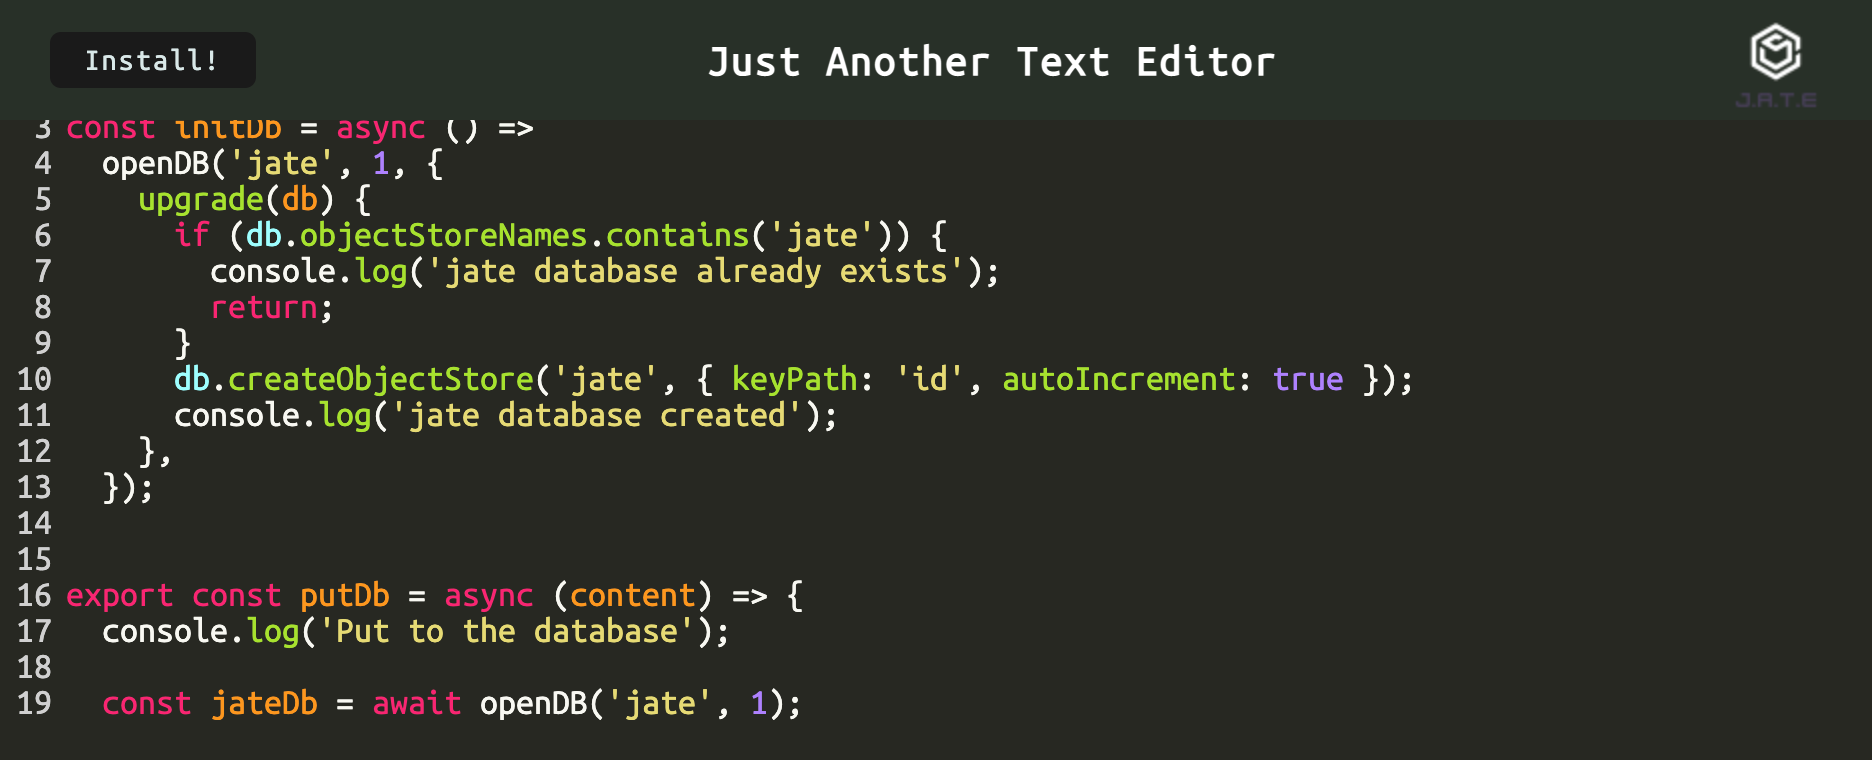 Install!
Just Another Text Editor
J.A.T.E
3 const initDb = async () =>
4   openDB('jate', 1, {
5     upgrade(db) {
6       if (db.objectStoreNames.contains('jate')) {
7         console.log('jate database already exists');
8         return;
9       }
10       db.createObjectStore('jate', { keyPath: 'id', autoIncrement: true });
11       console.log('jate database created');
12     },
13   });
14
15
16 export const putDb = async (content) => {
17   console.log('Put to the database');
18
19   const jateDb = await openDB('jate', 1);